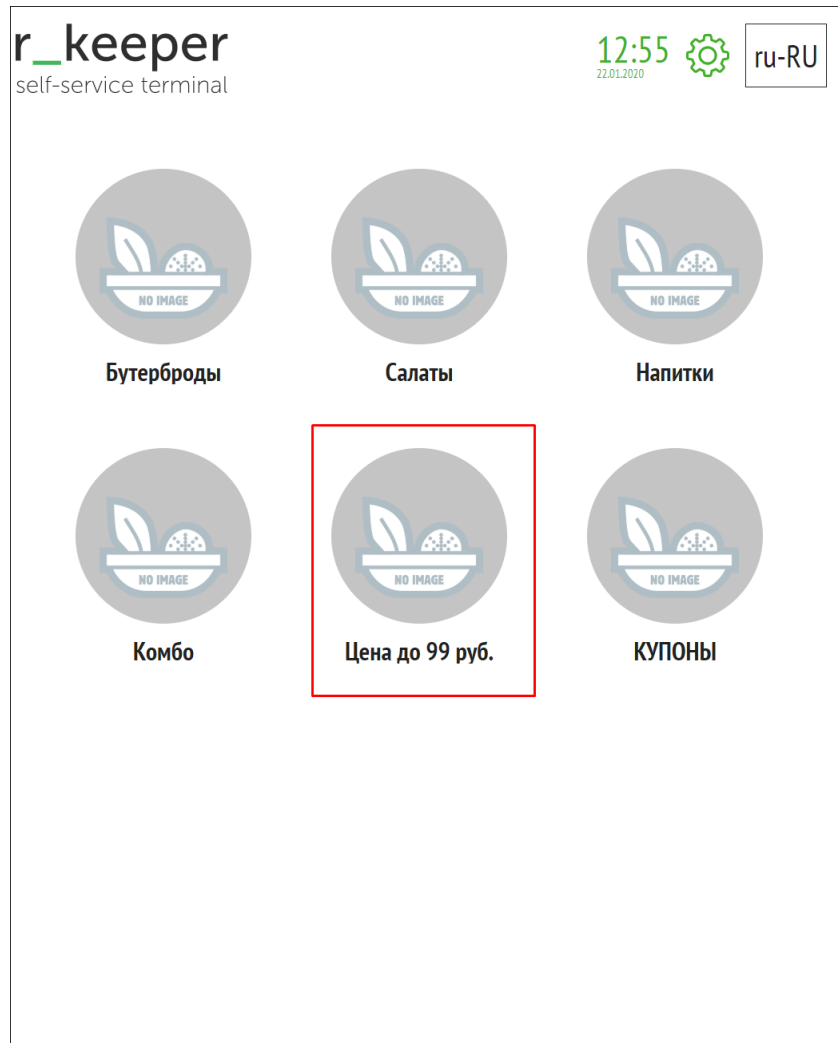 r_keeper
self-service terminal
12:55
22.01.2020
ru-RU
NO IMAGE
NO IMAGE
NO IMAGE
Бутерброды
Салаты
Напитки
NO IMAGE
NO IMAGE
NO IMAGE
Комбо
Цена до 99 руб.
КУПОНЫ